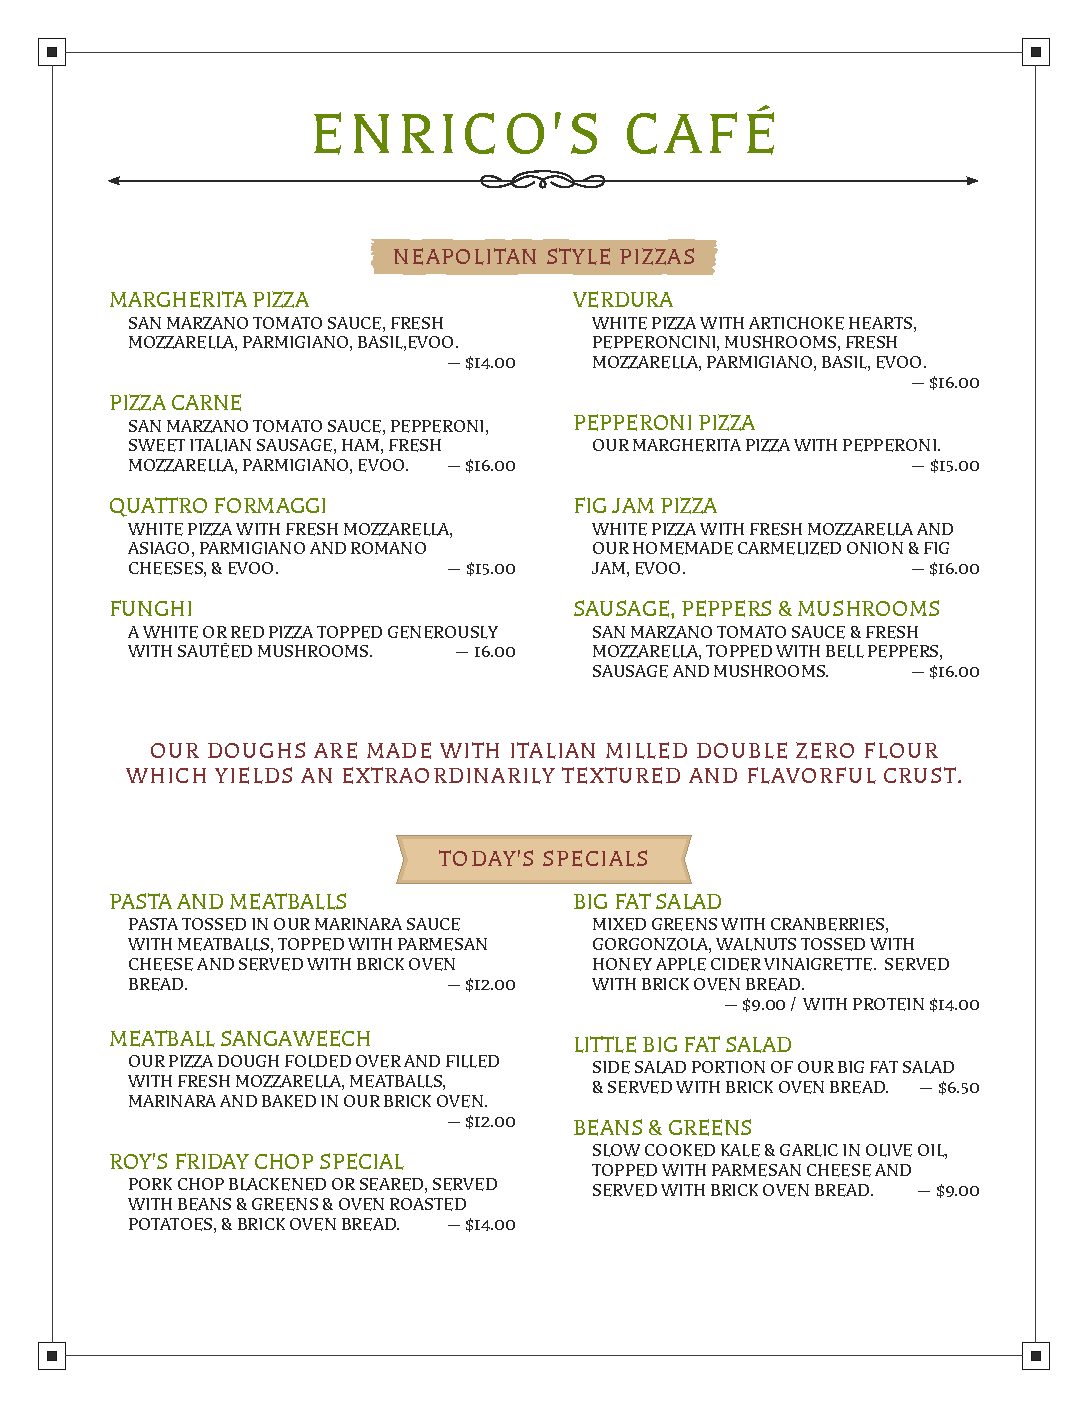 ENRICO'S CAFÉ
NEAPOLITAN STYLE PIZZAS
MARGHERITA PIZZA
SAN MARZANO TOMATO SAUCE, FRESH
MOZZARELLA, PARMIGIANO, BASIL,EVOO.
— $14.00
PIZZA CARNE
SAN MARZANO TOMATO SAUCE, PEPPERONI,
SWEET ITALIAN SAUSAGE, HAM, FRESH
MOZZARELLA, PARMIGIANO, EVOO. — $16.00
QUATTRO FORMAGGI
WHITE PIZZA WITH FRESH MOZZARELLA,
ASIAGO, PARMIGIANO AND ROMANO
CHEESES, & EVOO. — $15.00
FUNGHI
A WHITE OR RED PIZZA TOPPED GENEROUSLY
WITH SAUTÉED MUSHROOMS. — 16.00
VERDURA
WHITE PIZZA WITH ARTICHOKE HEARTS,
PEPPERONCINI, MUSHROOMS, FRESH
MOZZARELLA, PARMIGIANO, BASIL, EVOO.
— $16.00
PEPPERONI PIZZA
OUR MARGHERITA PIZZA WITH PEPPERONI.
— $15.00
FIG JAM PIZZA
WHITE PIZZA WITH FRESH MOZZARELLA AND
OUR HOMEMADE CARMELIZED ONION & FIG
JAM, EVOO. — $16.00
SAUSAGE, PEPPERS & MUSHROOMS
SAN MARZANO TOMATO SAUCE & FRESH
MOZZARELLA, TOPPED WITH BELL PEPPERS,
SAUSAGE AND MUSHROOMS. — $16.00
OUR DOUGHS ARE MADE WITH ITALIAN MILLED DOUBLE ZERO FLOUR
WHICH YIELDS AN EXTRAORDINARILY TEXTURED AND FLAVORFUL CRUST.
TODAY'S SPECIALS
PASTA AND MEATBALLS
PASTA TOSSED IN OUR MARINARA SAUCE
WITH MEATBALLS, TOPPED WITH PARMESAN
CHEESE AND SERVED WITH BRICK OVEN
BREAD. — $12.00
MEATBALL SANGAWEECH
OUR PIZZA DOUGH FOLDED OVER AND FILLED
WITH FRESH MOZZARELLA, MEATBALLS,
MARINARA AND BAKED IN OUR BRICK OVEN.
— $12.00
ROY'S FRIDAY CHOP SPECIAL
PORK CHOP BLACKENED OR SEARED, SERVED
WITH BEANS & GREENS & OVEN ROASTED
POTATOES, & BRICK OVEN BREAD. — $14.00
BIG FAT SALAD
MIXED GREENS WITH CRANBERRIES,
GORGONZOLA, WALNUTS TOSSED WITH
HONEY APPLE CIDER VINAIGRETTE. SERVED
WITH BRICK OVEN BREAD.
— $9.00 / WITH PROTEIN $14.00
LITTLE BIG FAT SALAD
SIDE SALAD PORTION OF OUR BIG FAT SALAD
& SERVED WITH BRICK OVEN BREAD. — $6.50
BEANS & GREENS
SLOW COOKED KALE & GARLIC IN OLIVE OIL,
TOPPED WITH PARMESAN CHEESE AND
SERVED WITH BRICK OVEN BREAD. — $9.00